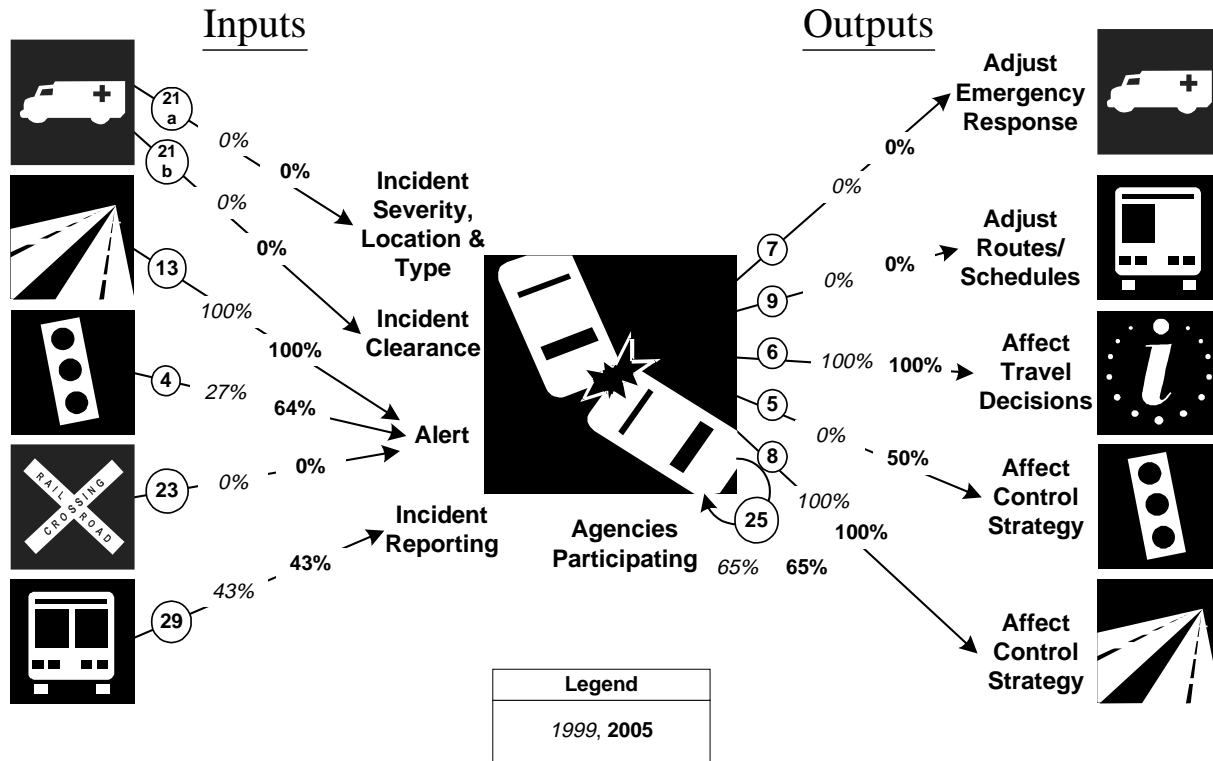 Inputs
Outputs
21
a
0%
0%
Incident
Severity,
Location &
Type
21
b
0%
0%
Incident
Clearance
13
100%
100%
4
27%
64%
Alert
RAIL ROAD
CROSSING
23
0%
0%
29
43%
43%
Incident
Reporting
Agencies
Participating
25
65%
65%
7
0%
0%
Adjust
Emergency
Response
9
0%
0%
Adjust
Routes/
Schedules
6
100%
100%
Affect
Travel
Decisions
i
5
0%
50%
Affect
Control
Strategy
8
100%
100%
Affect
Control
Strategy
Legend
1999, 2005